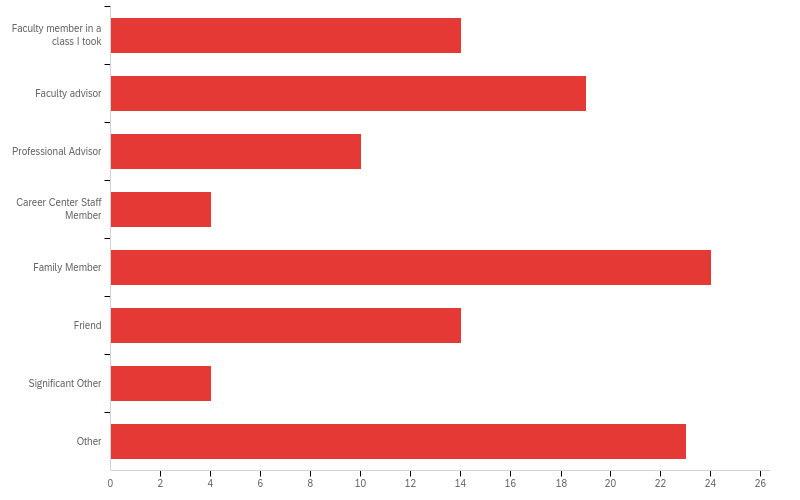 Faculty member in a
class I took
Faculty advisor
Professional Advisor
Career Center Staff
Member
Family Member
Friend
Significant Other
Other
0 2 4 6 8 10 12 14 16 18 20 22 24 26